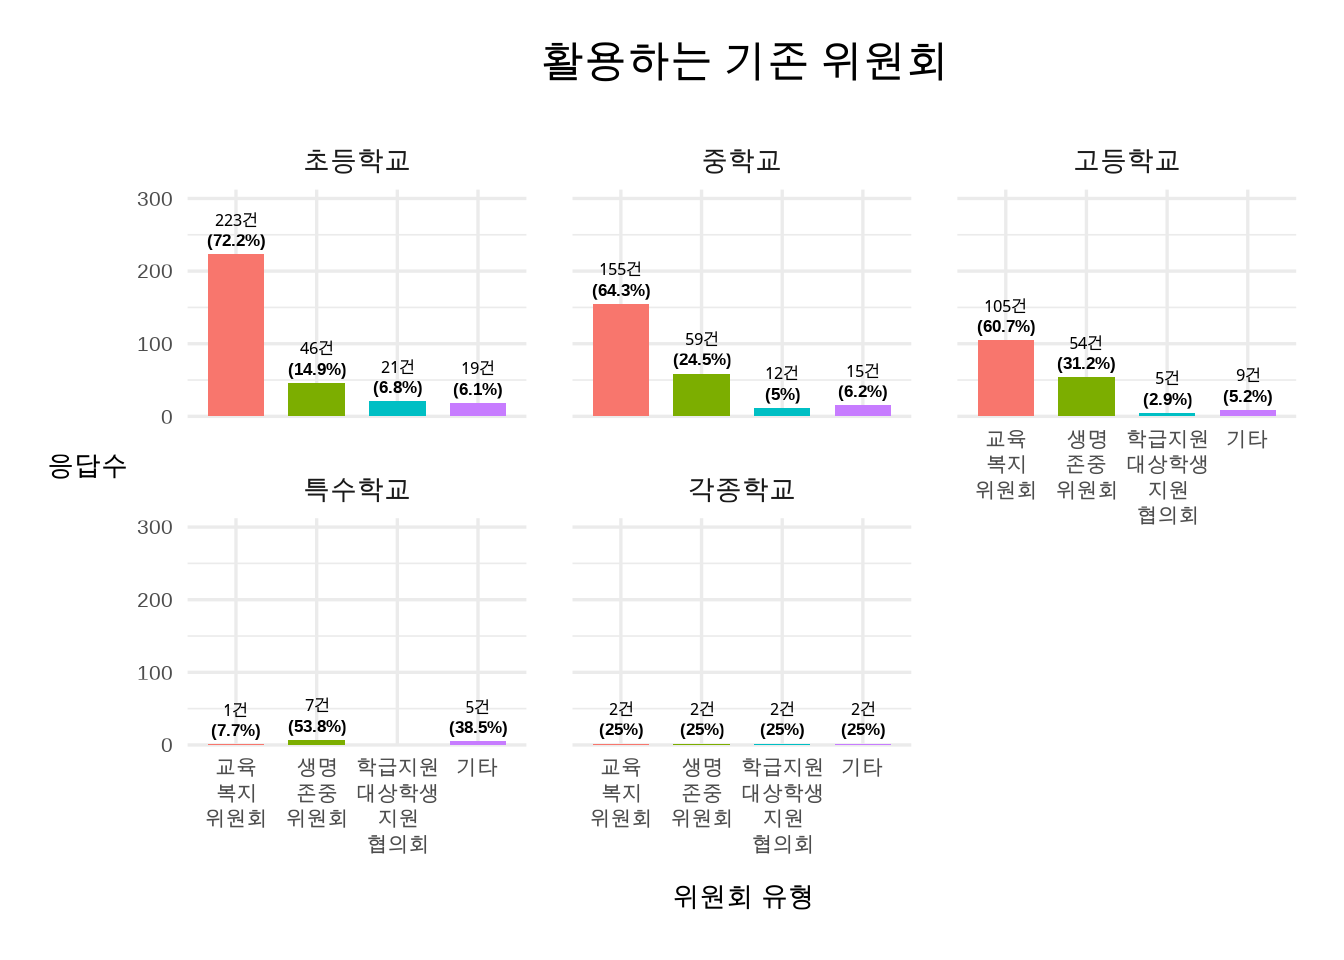 활용하는 기존 위원회
초등학교
중학교
고등학교
300
200
100
0
223건
(72.2%)
46건
(14.9%)
21건
(6.8%)
19건
(6.1%)
155건
(64.3%)
59건
(24.5%)
12건
(5%)
15건
(6.2%)
105건
(60.7%)
54건
(31.2%)
5건
(2.9%)
9건
(5.2%)
교육
복지
위원회
생명
존중
위원회
학급지원
대상학생
지원
협의회
기타
응답수
특수학교
각종학교
300
200
100
0
1건
(7.7%)
7건
(53.8%)
5건
(38.5%)
2건
(25%)
2건
(25%)
2건
(25%)
2건
(25%)
교육
복지
위원회
생명
존중
위원회
학급지원
대상학생
지원
협의회
기타
교육
복지
위원회
생명
존중
위원회
학급지원
대상학생
지원
협의회
기타
위원회 유형